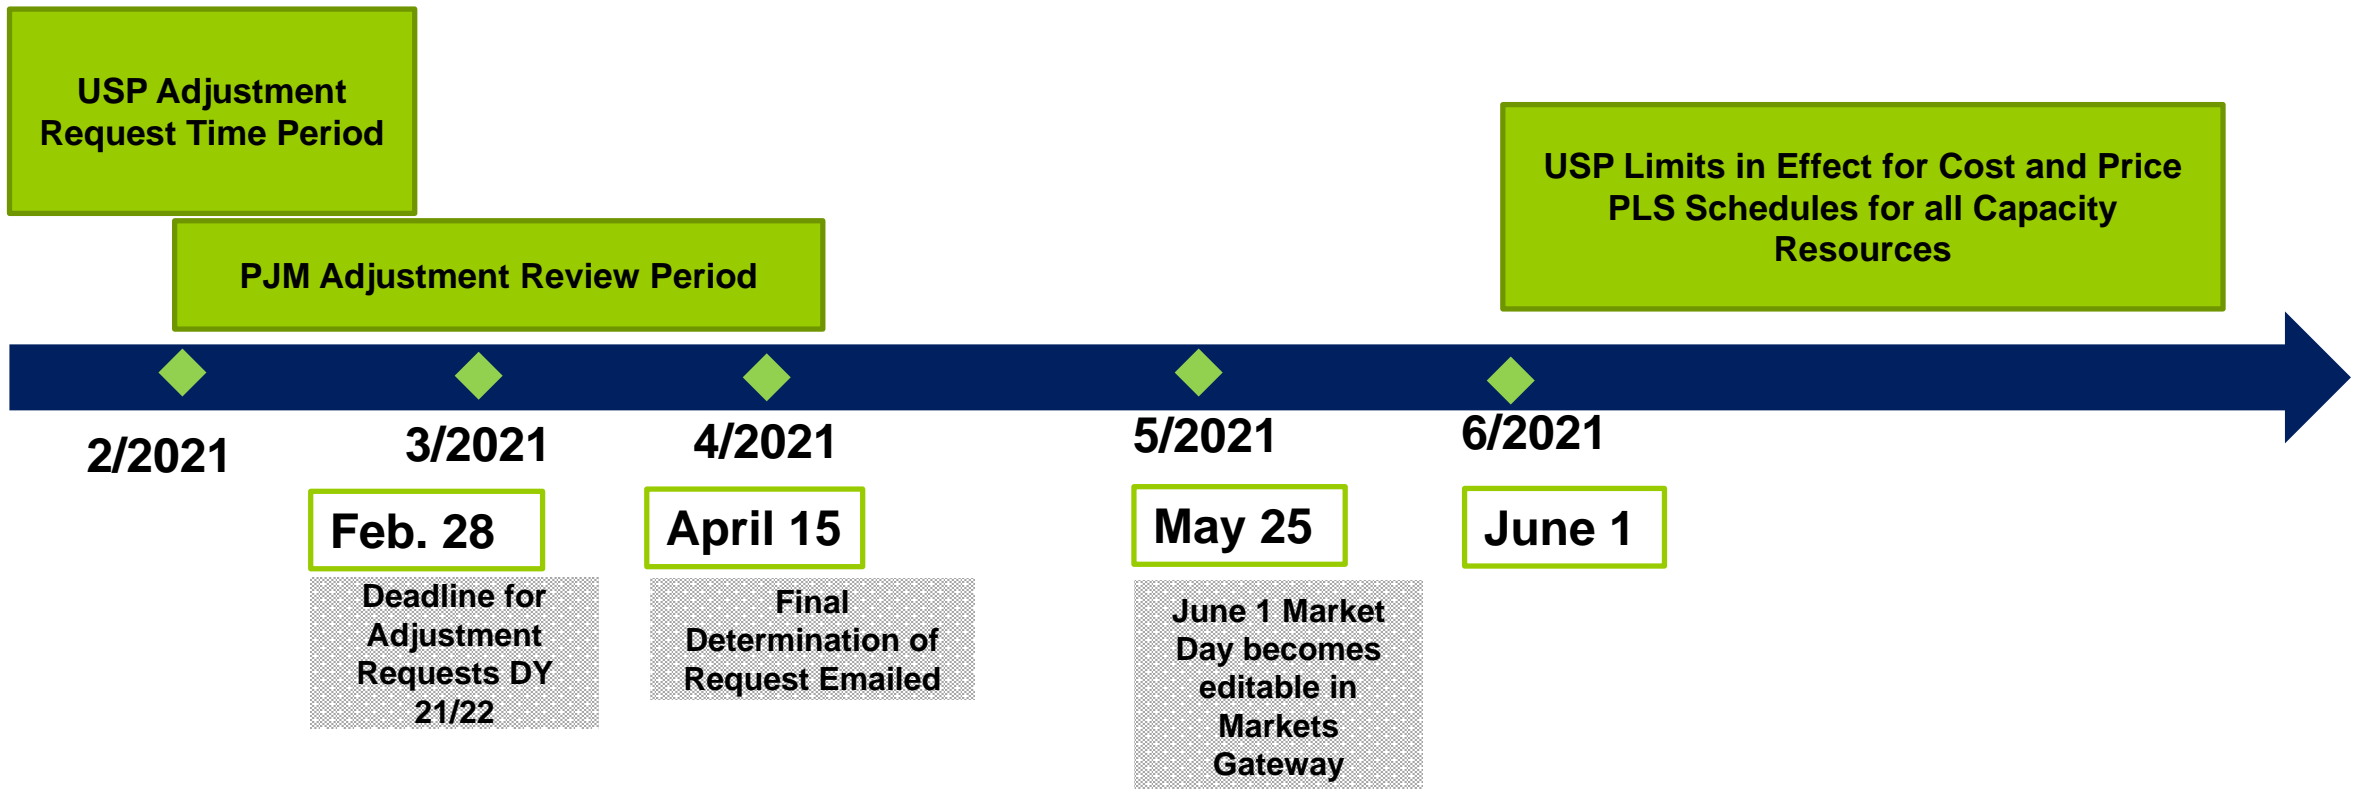 USP Adjustment
Request Time Period
PJM Adjustment Review Period
USP Limits in Effect for Cost and Price
PLS Schedules for all Capacity
Resources
2/2021
3/2021
4/2021
5/2021
6/2021
Feb. 28
Deadline for
Adjustment
Requests DY
21/22
April 15
Final
Determination of
Request Emailed
May 25
June 1 Market
Day becomes
editable in
Markets
Gateway
June 1